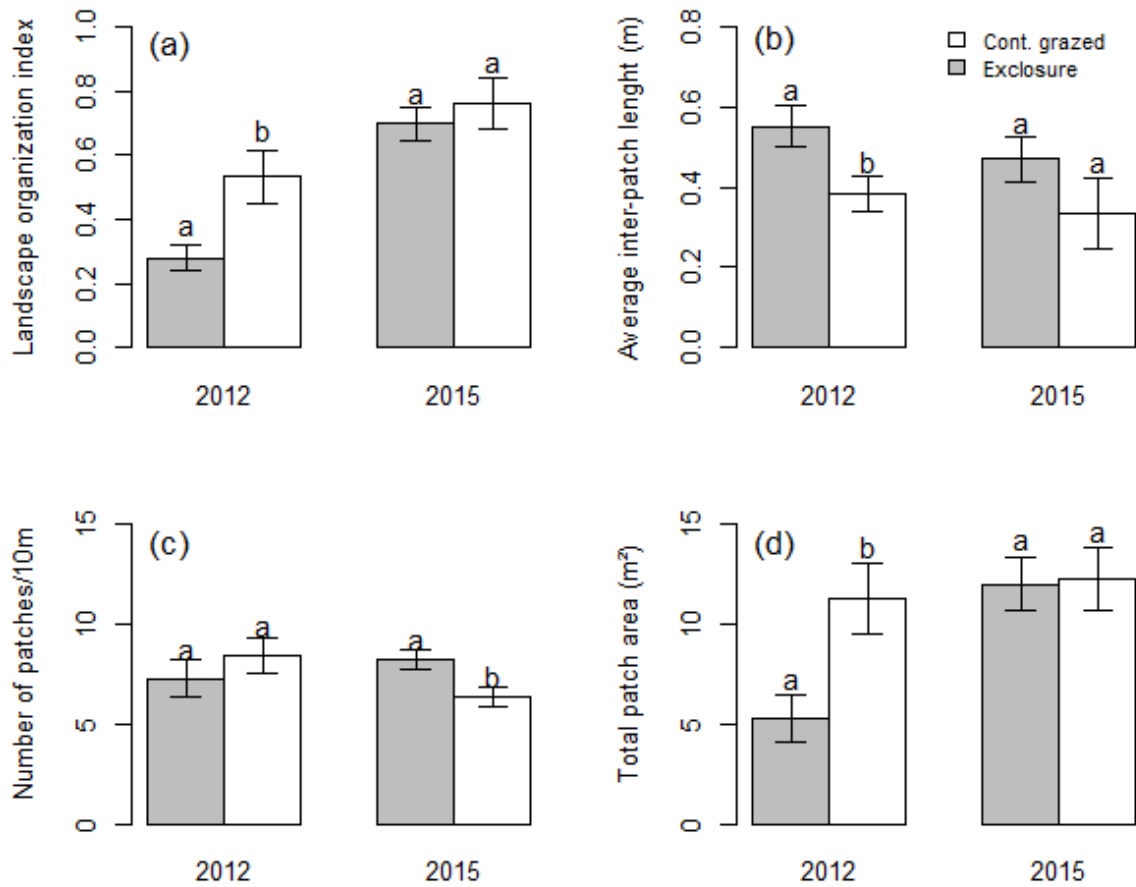 Landscape organization index
0.0 0.2 0.4 0.6 0.8 1.0
(a)
a
b
a
a
2012
2015
Average inter-patch lenght (m)
0.0 0.2 0.4 0.6 0.8
(b)
Cont. grazed
Exclosure
a
b
a
a
2012
2015
Number of patches/10m
0 5 10 15
(c)
a
a
a
b
2012
2015
Total patch area (m²)
0 5 10 15
(d)
a
b
a
a
2012
2015